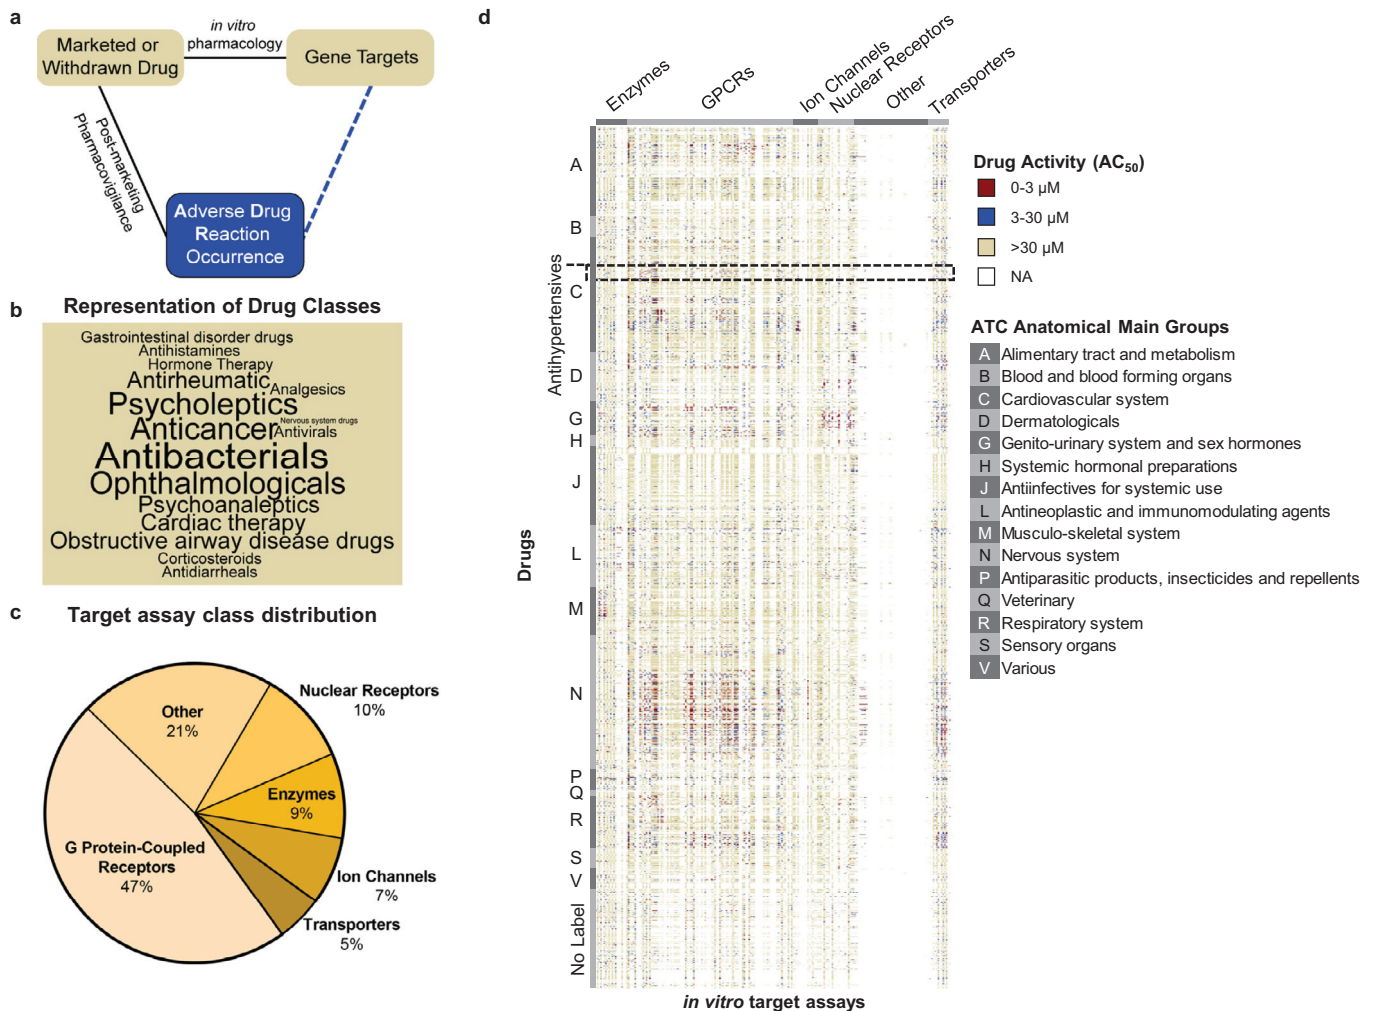 a
Marketed or
Withdrawn Drug
in vitro
pharmacology
Gene Targets
Post-marketing
Pharmacovigilance
Adverse Drug
Reaction
Occurrence
b
Representation of Drug Classes
Gastrointestinal disorder drugs
Antihistamines
Hormone Therapy
Antirheumatic
Analgesics
Psycholeptics
Nervous system drugs
Anticancer
Antivirals
Antibacterials
Ophthalmologicals
Psychoanaleptics
Cardiac therapy
Obstructive airway disease drugs
Corticosteroids
Antidiarrheals
c
Target assay class distribution
Other
21%
Nuclear Receptors
10%
Enzymes
9%
G Protein-Coupled
Receptors
47%
Ion Channels
7%
Transporters
5%
d
Enzymes
GPCRs
Ion Channels
Nuclear Receptors
Other
Transporters
Drugs
Antihypertensives
A
B
C
D
G
H
J
L
M
N
P
Q
R
S
V
No Label
in vitro target assays
Drug Activity (AC50)
0-3 µM
3-30 µM
>30 µM
NA
ATC Anatomical Main Groups
A Alimentary tract and metabolism
B Blood and blood forming organs
C Cardiovascular system
D Dermatologicals
G Genito-urinary system and sex hormones
H Systemic hormonal preparations
J Antiinfectives for systemic use
L Antineoplastic and immunomodulating agents
M Musculo-skeletal system
N Nervous system
P Antiparasitic products, insecticides and repellents
Q Veterinary
R Respiratory system
S Sensory organs
V Various